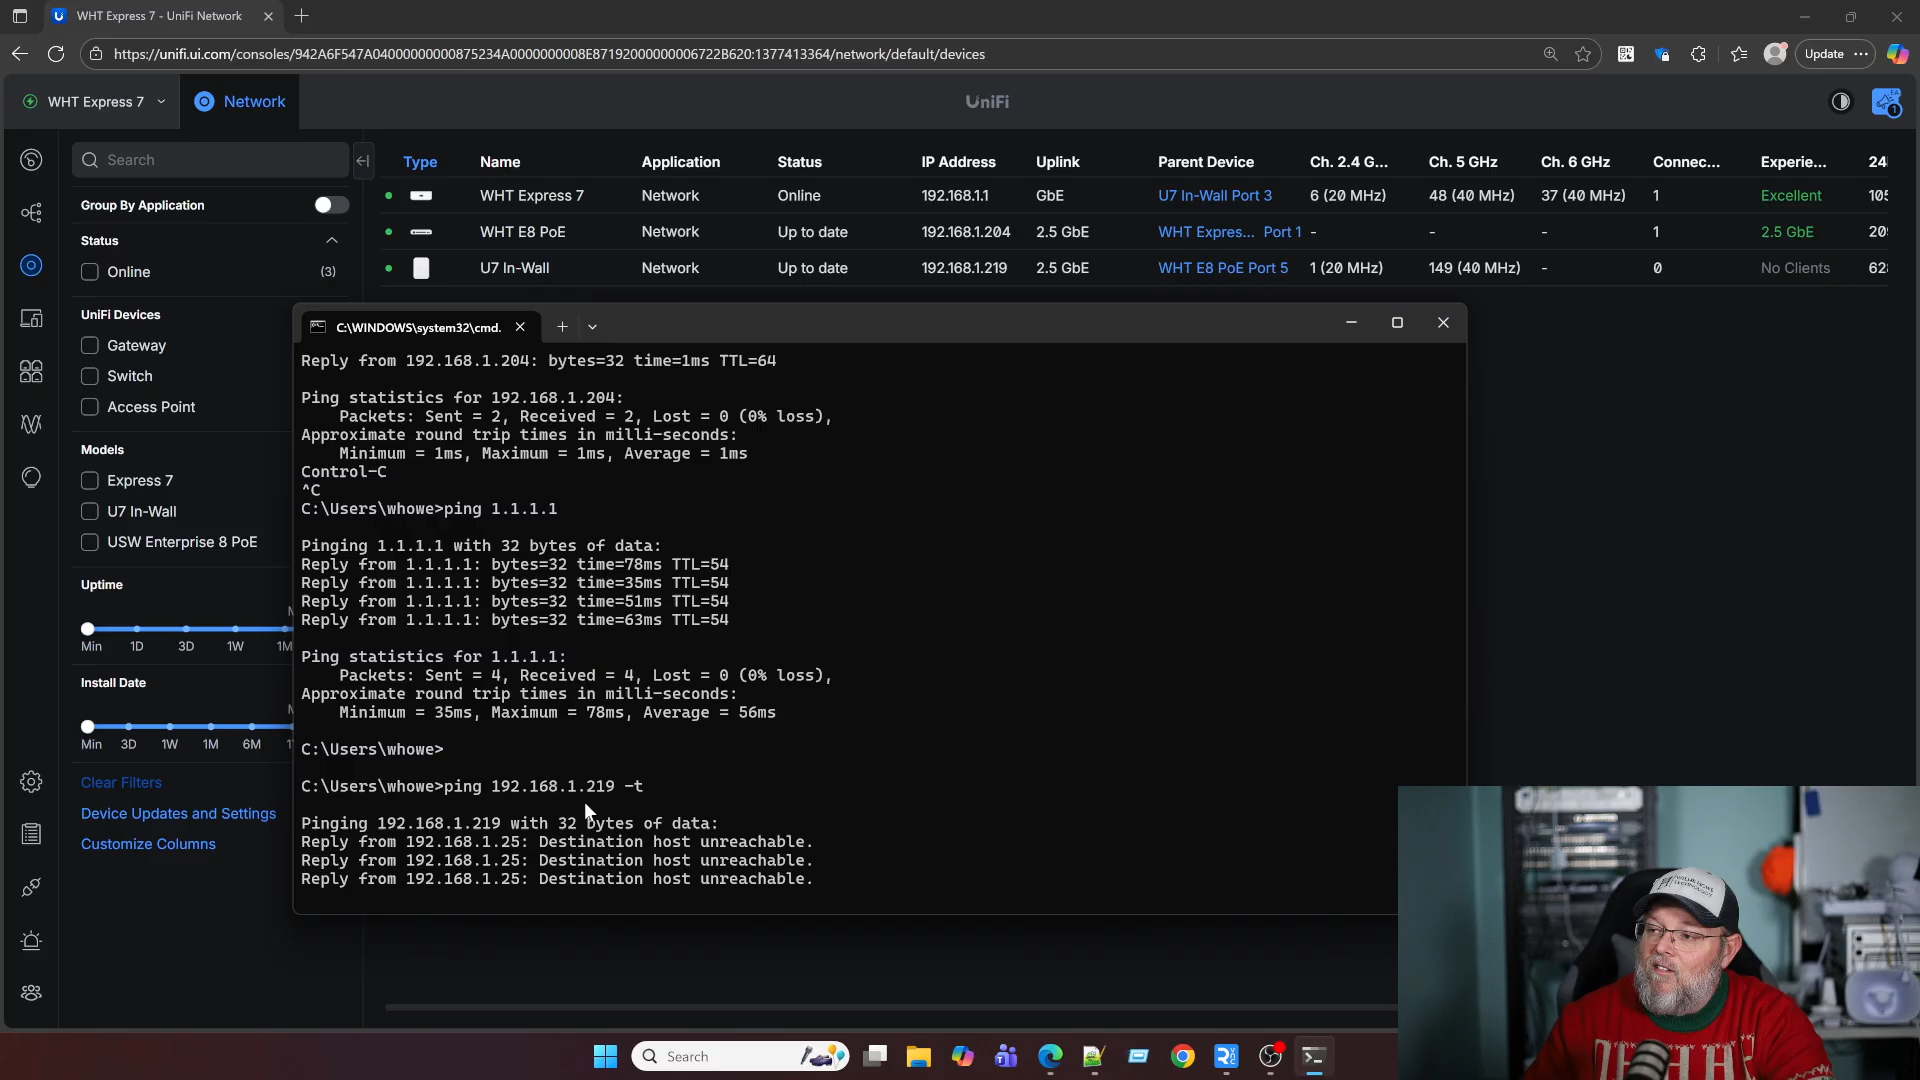 WHT Express 7 - UniFi Network
https://unifi.ui.com/consoles/942A6F547A04000000000875234A0000000008E87192000000006722B620:1377413364/network/default/devices
Update
WHT Express 7
Network
UniFi
EA
1
Search
Group By Application
Status
Online (3)
UniFi Devices
Gateway
Switch
Access Point
Models
Express 7
U7 In-Wall
USW Enterprise 8 PoE
Uptime
Min 1D 3D 1W 1M
Install Date
Min 3D 1W 1M 6M
Clear Filters
Device Updates and Settings
Customize Columns
Type Name Application Status IP Address Uplink Parent Device Ch. 2.4 G... Ch. 5 GHz Ch. 6 GHz Connec... Experie...
WHT Express 7 Network Online 192.168.1.1 GbE U7 In-Wall Port 3 6 (20 MHz) 48 (40 MHz) 37 (40 MHz) 1 Excellent
WHT E8 PoE Network Up to date 192.168.1.204 2.5 GbE WHT Expres... Port 1 - - - 1 2.5 GbE
U7 In-Wall Network Up to date 192.168.1.219 2.5 GbE WHT E8 PoE Port 5 1 (20 MHz) 149 (40 MHz) - 0 No Clients
C:\WINDOWS\system32\cmd.
Reply from 192.168.1.204: bytes=32 time=1ms TTL=64
Ping statistics for 192.168.1.204:
Packets: Sent = 2, Received = 2, Lost = 0 (0% loss),
Approximate round trip times in milli-seconds:
Minimum = 1ms, Maximum = 1ms, Average = 1ms
Control-C
^C
C:\Users\whowe>ping 1.1.1.1
Pinging 1.1.1.1 with 32 bytes of data:
Reply from 1.1.1.1: bytes=32 time=78ms TTL=54
Reply from 1.1.1.1: bytes=32 time=35ms TTL=54
Reply from 1.1.1.1: bytes=32 time=51ms TTL=54
Reply from 1.1.1.1: bytes=32 time=63ms TTL=54
Ping statistics for 1.1.1.1:
Packets: Sent = 4, Received = 4, Lost = 0 (0% loss),
Approximate round trip times in milli-seconds:
Minimum = 35ms, Maximum = 78ms, Average = 56ms
C:\Users\whowe>
C:\Users\whowe>ping 192.168.1.219 -t
Pinging 192.168.1.219 with 32 bytes of data:
Reply from 192.168.1.25: Destination host unreachable.
Reply from 192.168.1.25: Destination host unreachable.
Reply from 192.168.1.25: Destination host unreachable.
Search